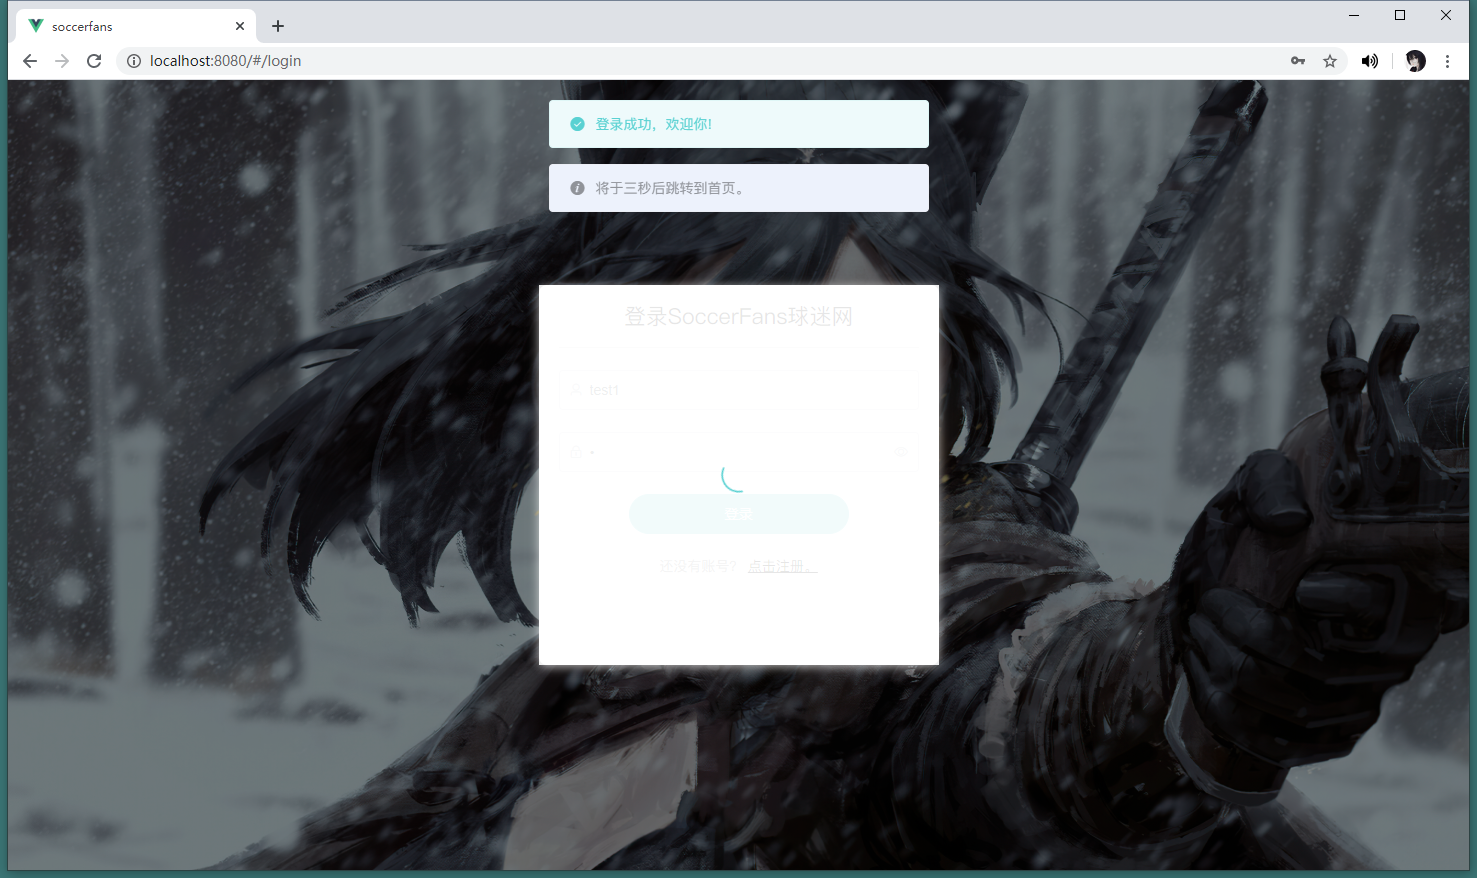 soccerfans
localhost:8080/#/login
登录成功，欢迎你!
将于三秒后跳转到首页。
登录SoccerFans球迷网
test1
登录
还没有账号? 点击注册。